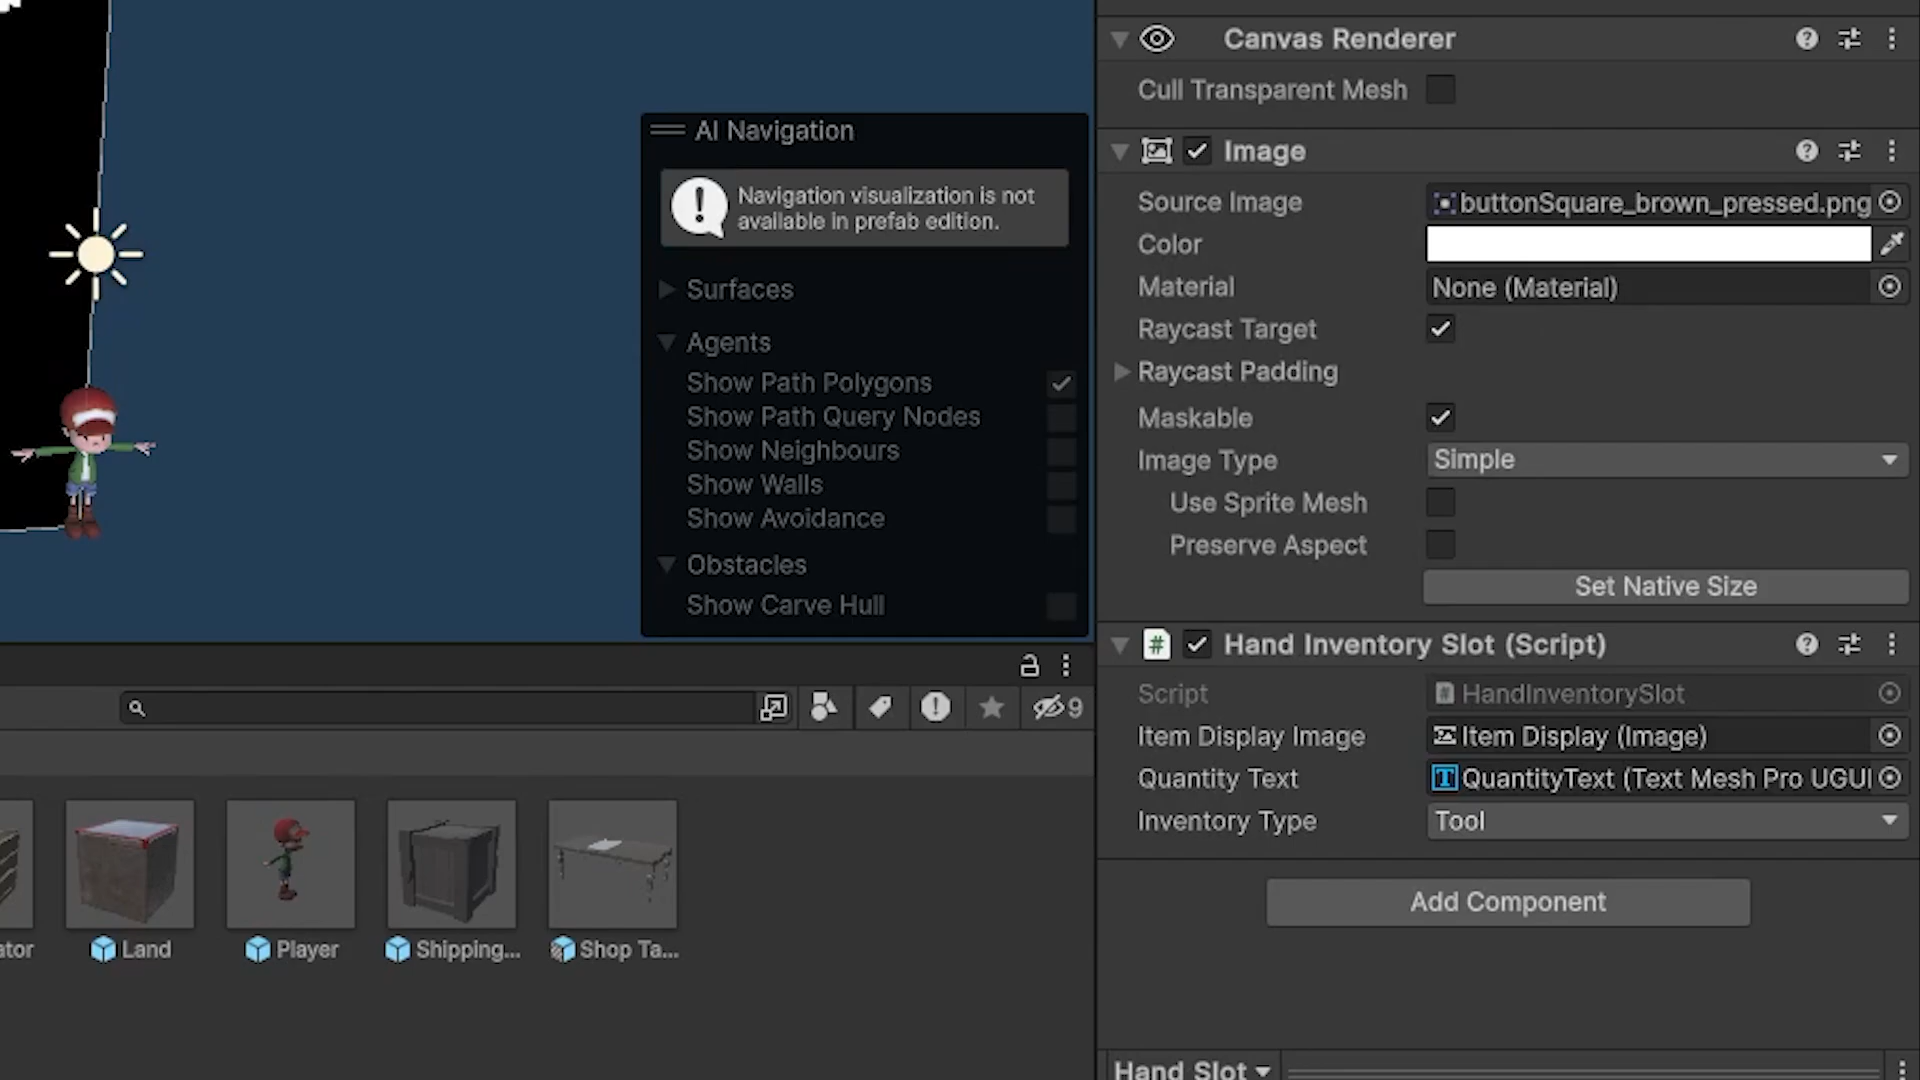 AI Navigation
Navigation visualization is not
available in prefab edition.
Surfaces
Agents
Show Path Polygons
Show Path Query Nodes
Show Neighbours
Show Walls
Show Avoidance
Obstacles
Show Carve Hull
9
ator
Land
Player
Shipping...
Shop Ta...
Canvas Renderer
Cull Transparent Mesh
Image
Source Image
buttonSquare_brown_pressed.png
Color
Material
None (Material)
Raycast Target
Raycast Padding
Maskable
Image Type
Simple
Use Sprite Mesh
Preserve Aspect
Set Native Size
# Hand Inventory Slot (Script)
Script
HandInventorySlot
Item Display Image
Item Display (Image)
Quantity Text
QuantityText (Text Mesh Pro UGUI
Inventory Type
Tool
Add Component
Hand Slot